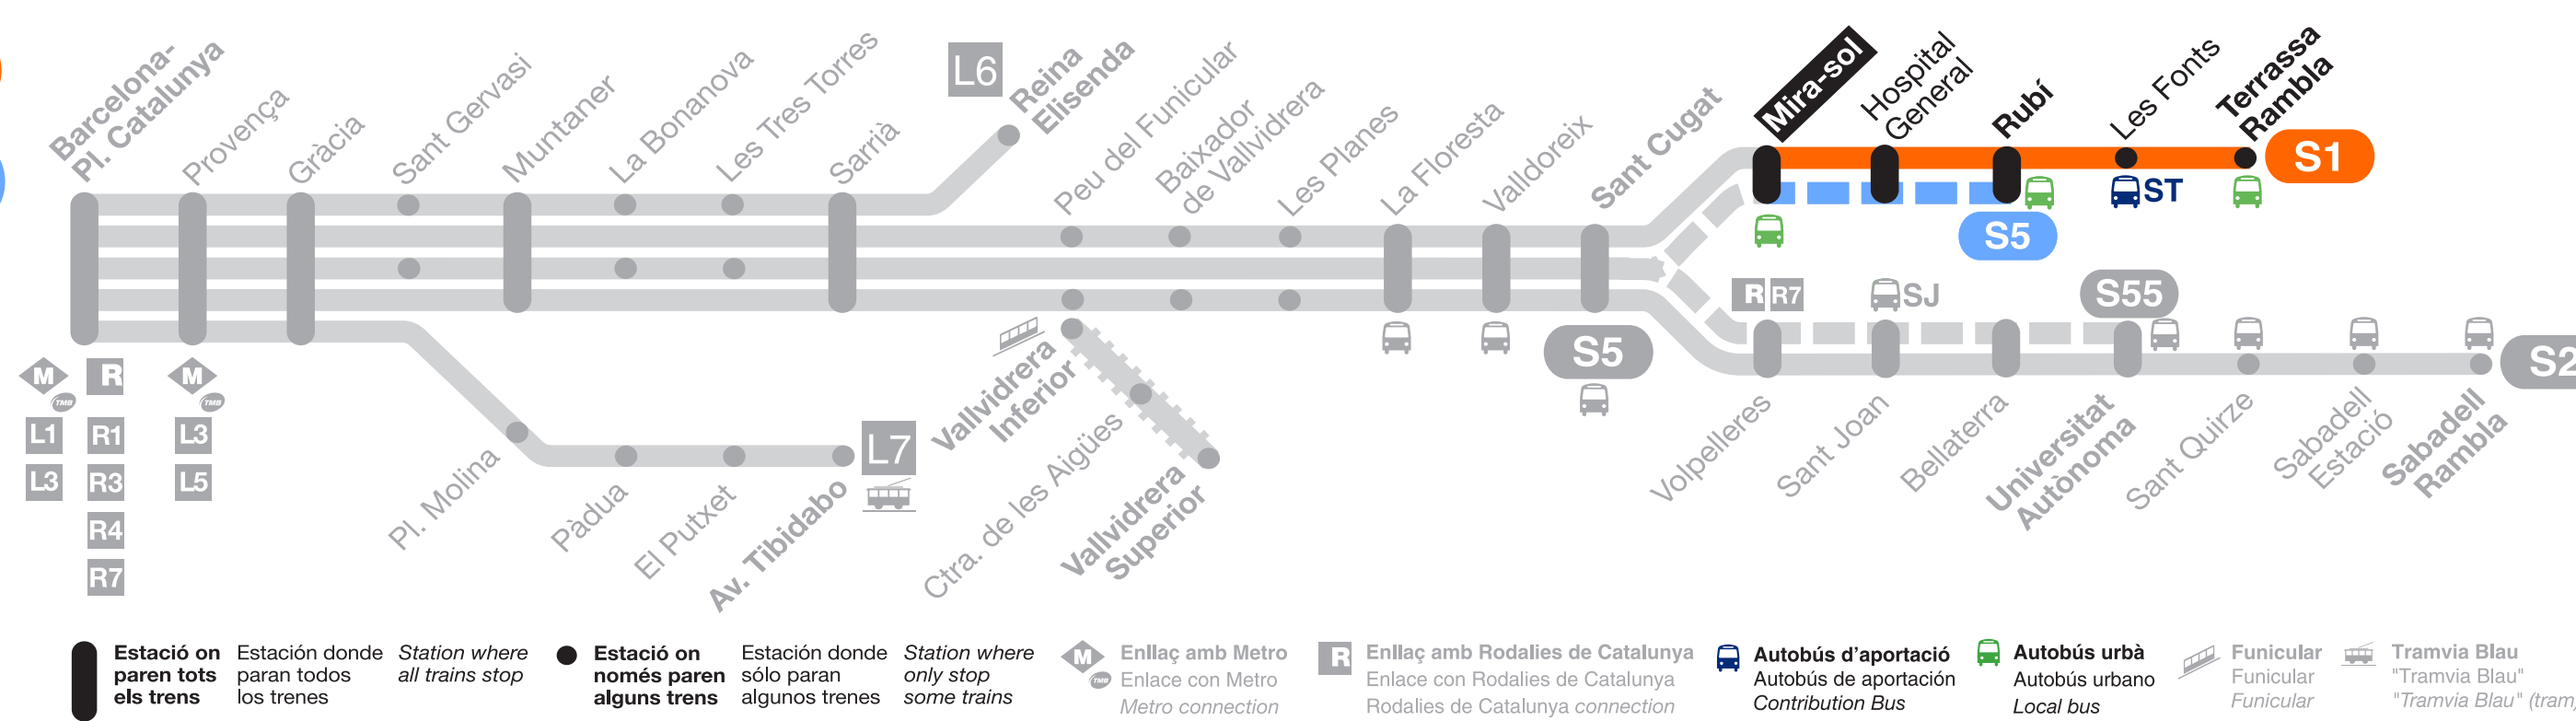 Barcelona-
Pl. Catalunya
Provença
Gràcia
Sant Gervasi
Muntaner
La Bonanova
Les Tres Torres
Sarrià
L6
Reina
Elisenda
Peu del Funicular
Baixador
de Vallvidrera
Les Planes
La Floresta
Valldoreix
Sant Cugat
Mira-sol
Hospital
General
Rubí
Les Fonts
Terrassa
Rambla
S1
ST
S5
S5
R R7
SJ
S55
S2
M
TMB
R
M
TMB
L1
R1
L3
L3
R3
L5
R4
R7
Pl. Molina
Pàdua
El Putxet
Av. Tibidabo
L7
Vallvidrera
Inferior
Ctra. de les Aigües
Vallvidrera
Superior
Volpelleres
Sant Joan
Bellaterra
Universitat
Autònoma
Sant Quirze
Sabadell
Estació
Sabadell
Rambla
Estació on
paren tots
els trens
Estación donde
paran todos
los trenes
Station where
all trains stop
Estació on
només paren
alguns trens
Estación donde
sólo paran
algunos trenes
Station where
only stop
some trains
M
TMB
Enllaç amb Metro
Enlace con Metro
Metro connection
R
Enllaç amb Rodalies de Catalunya
Enlace con Rodalies de Catalunya
Rodalies de Catalunya connection
Autobús d'aportació
Autobús de aportación
Contribution Bus
Autobús urbà
Autobús urbano
Local bus
Funicular
Funicular
Funicular
Tramvia Blau
"Tramvia Blau"
"Tramvia Blau" (tram